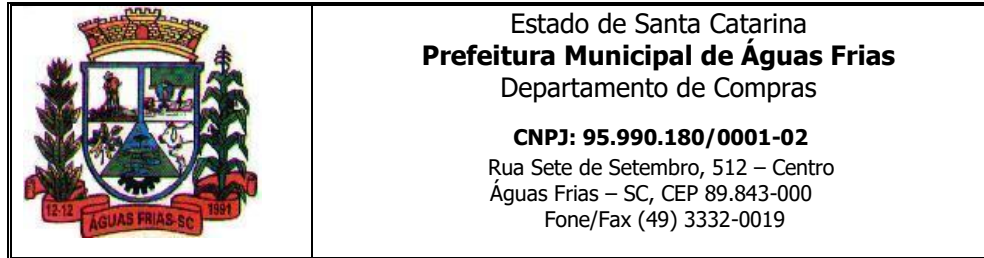 Estado de Santa Catarina
Prefeitura Municipal de Águas Frias
Departamento de Compras
CNPJ: 95.990.180/0001-02
Rua Sete de Setembro, 512 – Centro
Águas Frias – SC, CEP 89.843-000
Fone/Fax (49) 3332-0019
12-12
ÁGUAS FRIAS-SC
1991